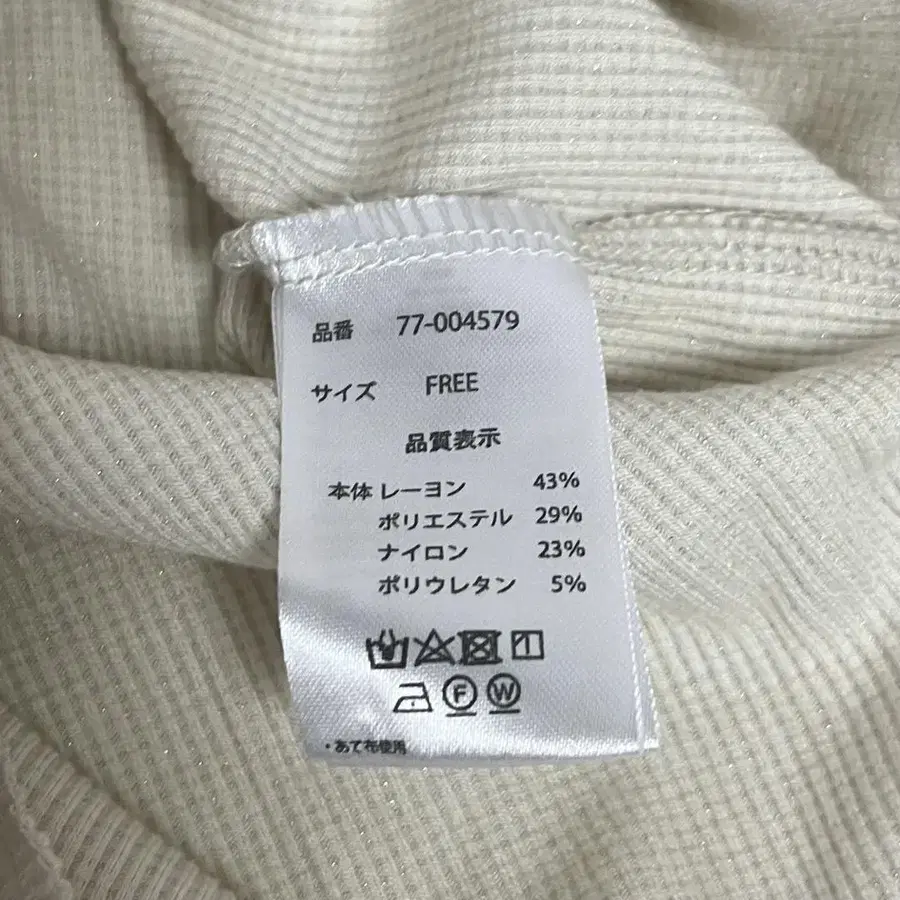 品番 77-004579
サイズ FREE
品質表示
本体 レーヨン 43%
ポリエステル 29%
ナイロン 23%
ポリウレタン 5%
F W
・あて布使用